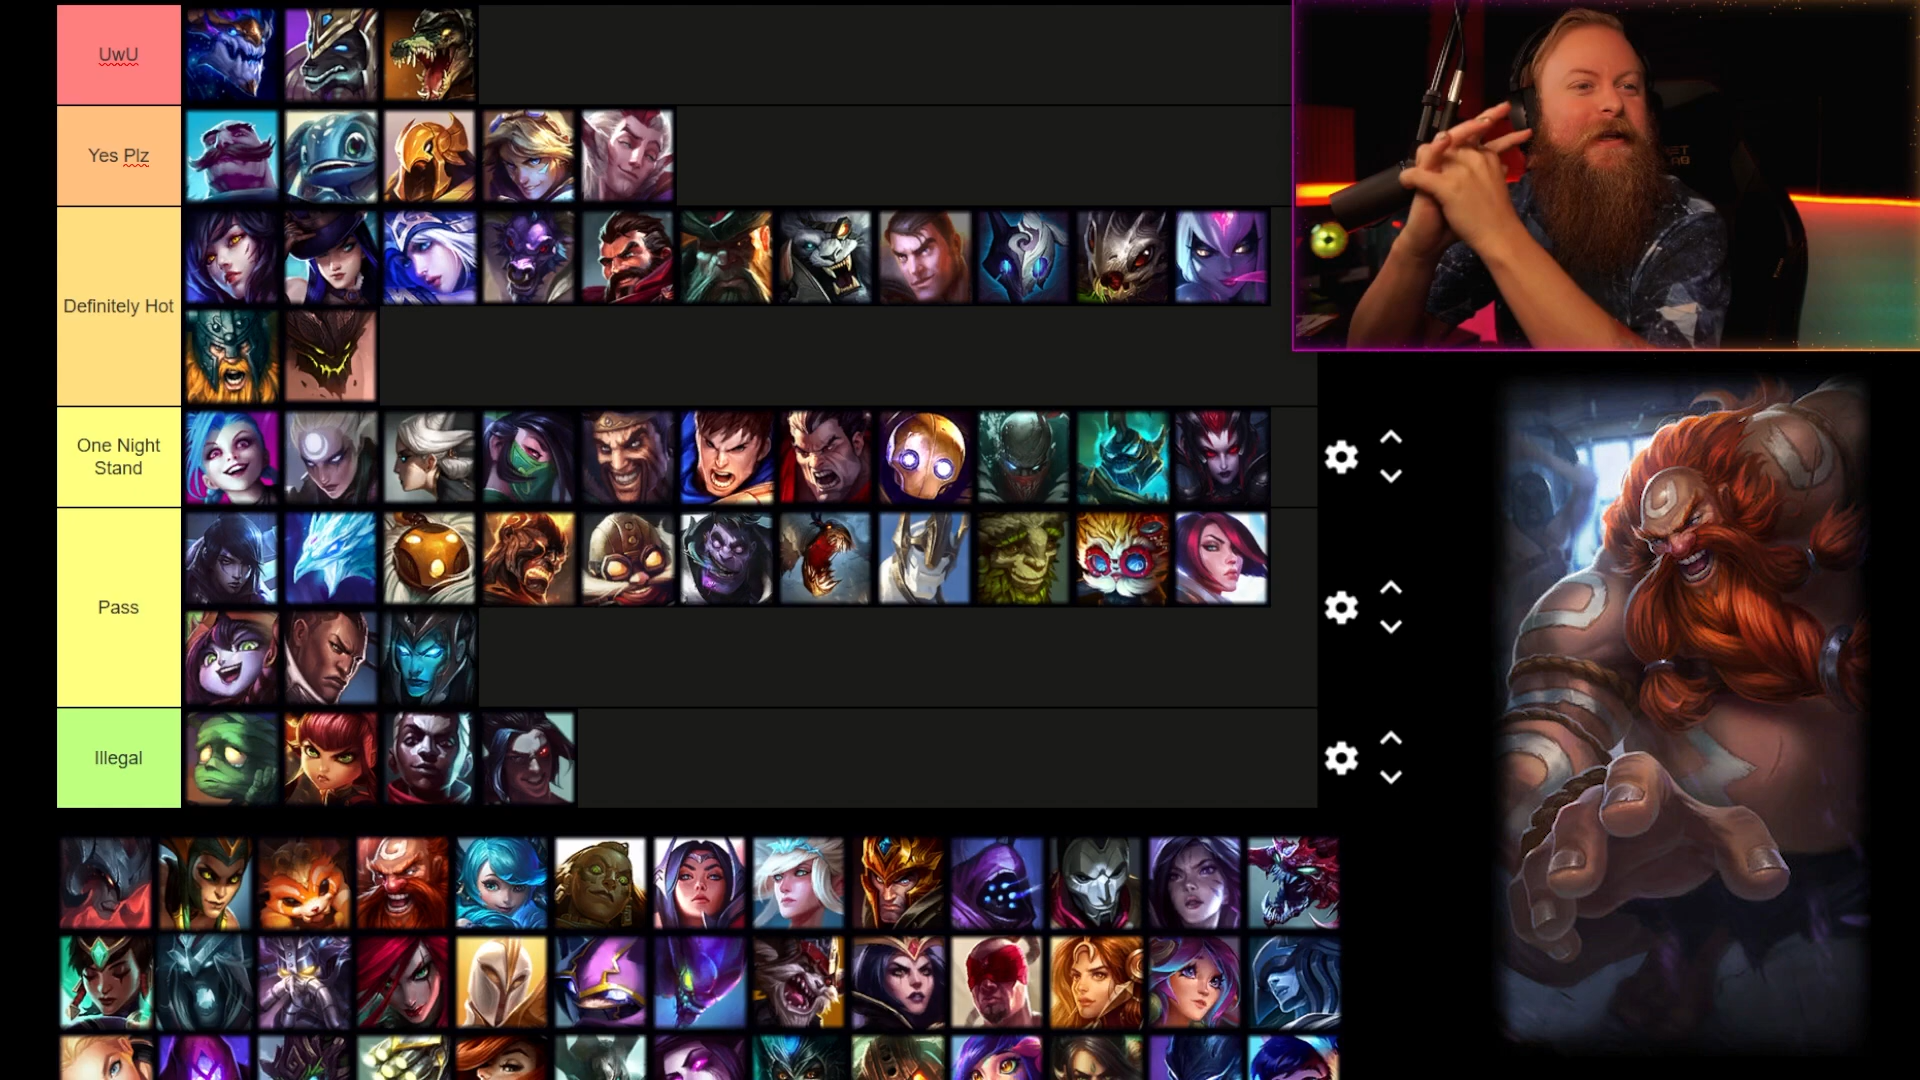 UwU
Yes Plz
Definitely Hot
One Night
Stand
Pass
Illegal